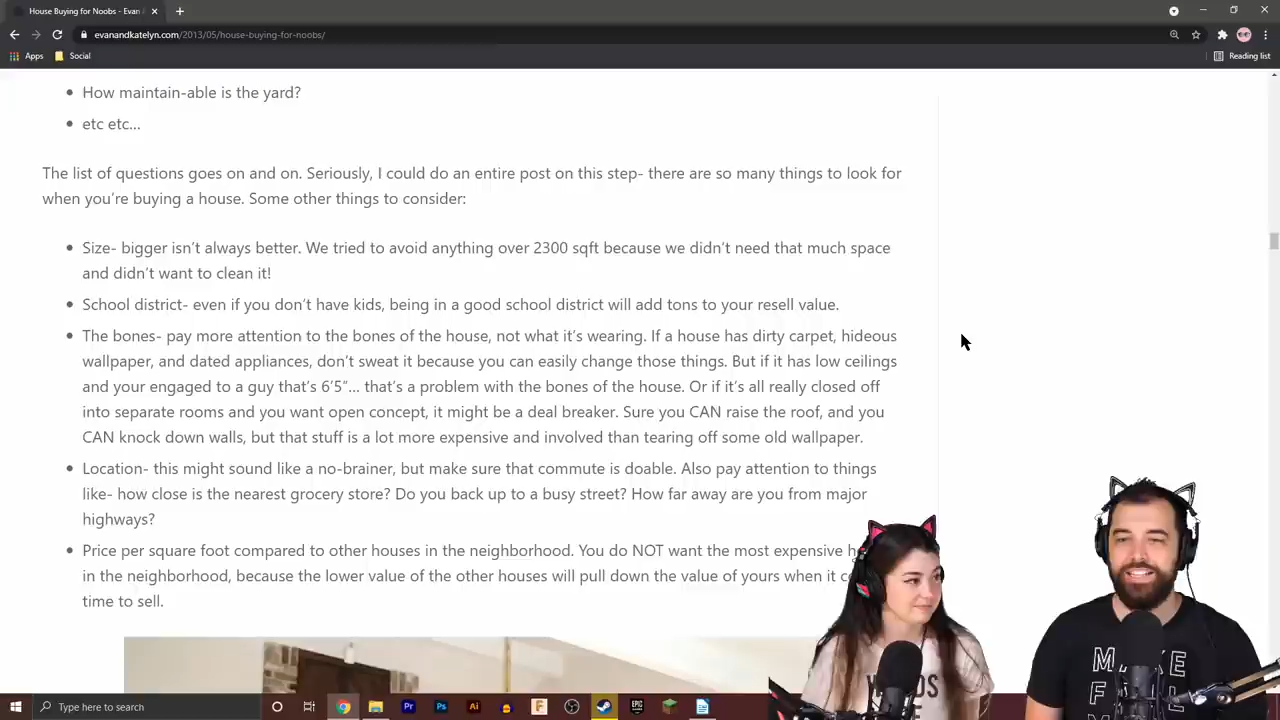 House Buying for Noobs - Evan
evanandkatelyn.com/2013/05/house-buying-for-noobs/
Apps Social Reading list
How maintain-able is the yard?
etc etc...
The list of questions goes on and on. Seriously, I could do an entire post on this step- there are so many things to look for
when you’re buying a house. Some other things to consider:
Size- bigger isn’t always better. We tried to avoid anything over 2300 sqft because we didn’t need that much space
and didn’t want to clean it!
School district- even if you don’t have kids, being in a good school district will add tons to your resell value.
The bones- pay more attention to the bones of the house, not what it’s wearing. If a house has dirty carpet, hideous
wallpaper, and dated appliances, don’t sweat it because you can easily change those things. But if it has low ceilings
and your engaged to a guy that’s 6’5″... that’s a problem with the bones of the house. Or if it’s all really closed off
into separate rooms and you want open concept, it might be a deal breaker. Sure you CAN raise the roof, and you
CAN knock down walls, but that stuff is a lot more expensive and involved than tearing off some old wallpaper.
Location- this might sound like a no-brainer, but make sure that commute is doable. Also pay attention to things
like- how close is the nearest grocery store? Do you back up to a busy street? How far away are you from major
highways?
Price per square foot compared to other houses in the neighborhood. You do NOT want the most expensive
in the neighborhood, because the lower value of the other houses will pull down the value of yours when it
time to sell.
Type here to search